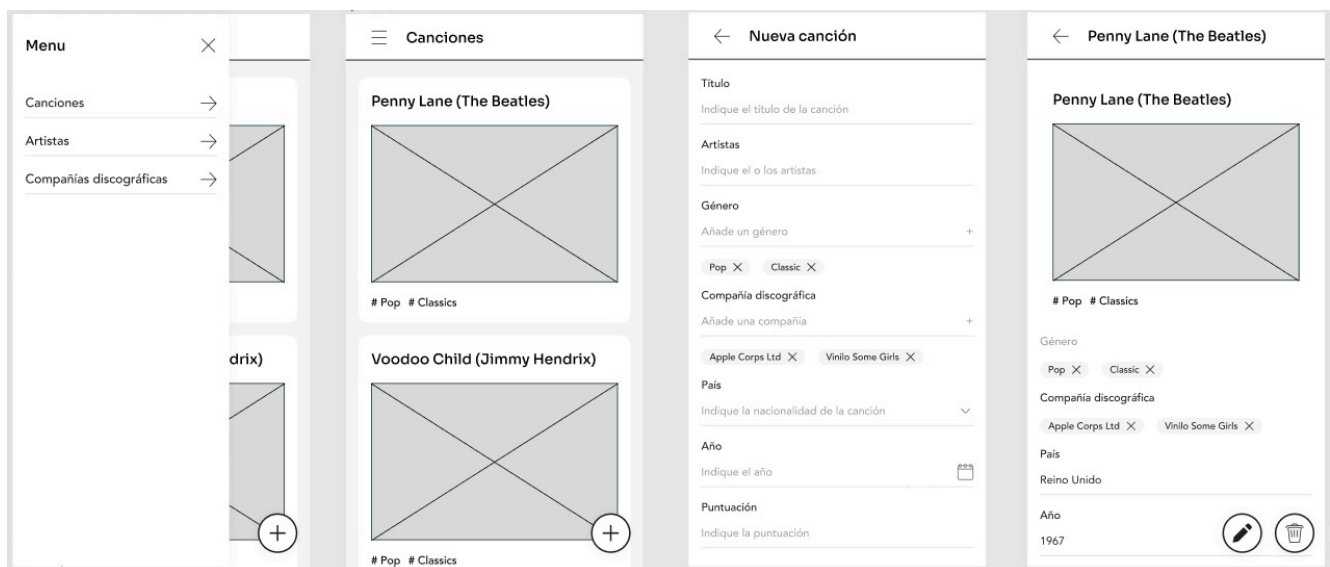 Menu
Canciones
Artistas
Compañías discográficas
drix)
Canciones
Penny Lane (The Beatles)
# Pop # Classics
Voodoo Child (Jimmy Hendrix)
# Pop # Classics
Nueva canción
Título
Indique el título de la canción
Artistas
Indique el o los artistas
Género
Añade un género
Pop Classic
Compañía discográfica
Añade una compañía
Apple Corps Ltd Vinilo Some Girls
País
Indique la nacionalidad de la canción
Año
Indique el año
Puntuación
Indique la puntuación
Penny Lane (The Beatles)
Penny Lane (The Beatles)
# Pop # Classics
Género
Pop Classic
Compañía discográfica
Apple Corps Ltd Vinilo Some Girls
País
Reino Unido
Año
1967